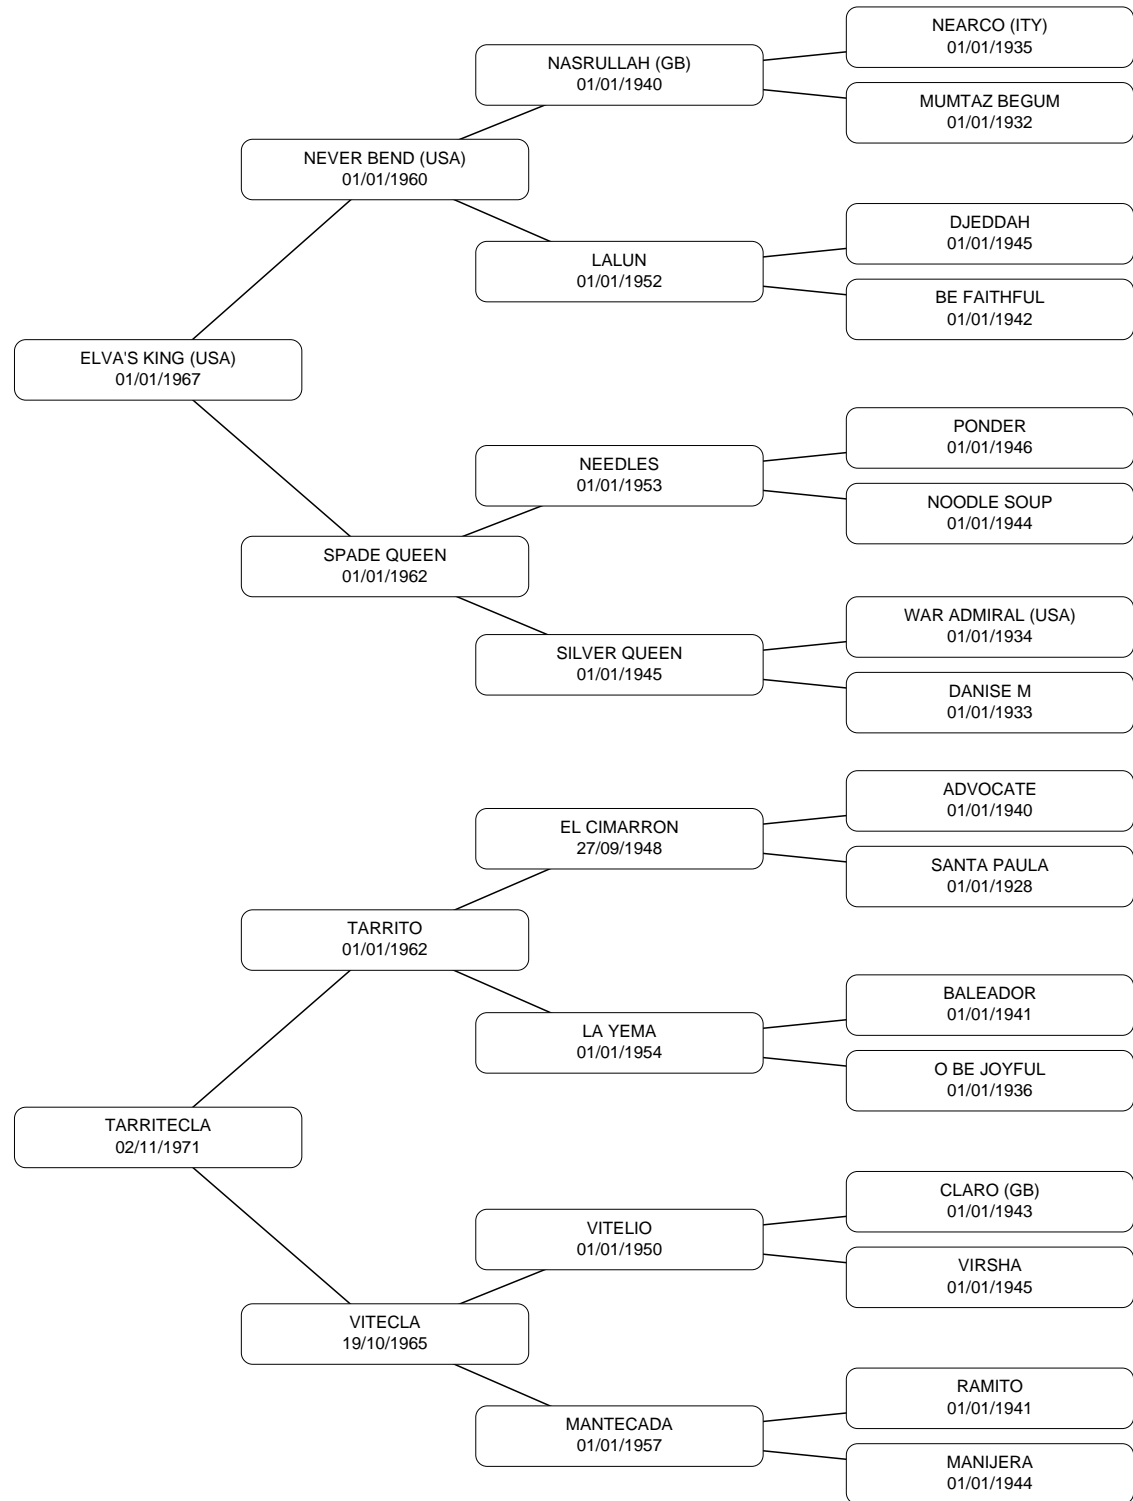 NEARCO (ITY)
01/01/1935
NASRULLAH (GB)
01/01/1940
MUMTAZ BEGUM
01/01/1932
NEVER BEND (USA)
01/01/1960
DJEDDAH
01/01/1945
LALUN
01/01/1952
BE FAITHFUL
01/01/1942
ELVA'S KING (USA)
01/01/1967
PONDER
01/01/1946
NEEDLES
01/01/1953
NOODLE SOUP
01/01/1944
SPADE QUEEN
01/01/1962
WAR ADMIRAL (USA)
01/01/1934
SILVER QUEEN
01/01/1945
DANISE M
01/01/1933
ADVOCATE
01/01/1940
EL CIMARRON
27/09/1948
SANTA PAULA
01/01/1928
TARRITO
01/01/1962
BALEADOR
01/01/1941
LA YEMA
01/01/1954
O BE JOYFUL
01/01/1936
TARRITECLA
02/11/1971
CLARO (GB)
01/01/1943
VITELIO
01/01/1950
VIRSHA
01/01/1945
VITECLA
19/10/1965
RAMITO
01/01/1941
MANTECADA
01/01/1957
MANIJERA
01/01/1944